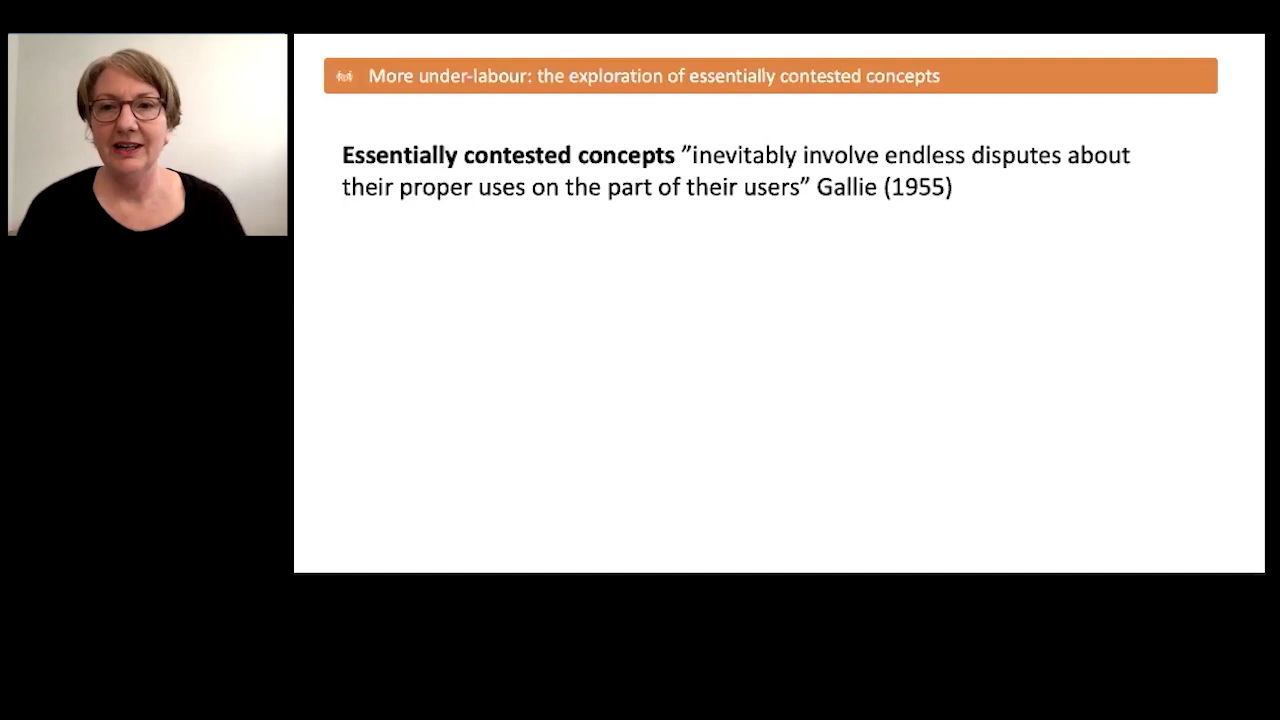 More under-labour: the exploration of essentially contested concepts
Essentially contested concepts ”inevitably involve endless disputes about
their proper uses on the part of their users” Gallie (1955)